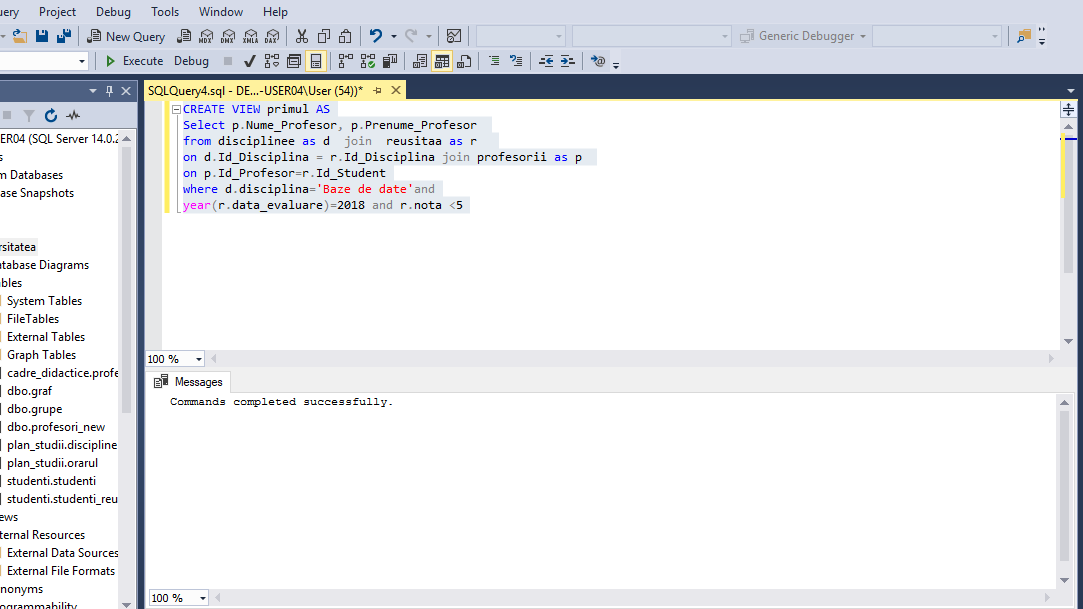 Project Debug Tools Window Help
New Query MDX DMX XMLA DAX Generic Debugger
Execute Debug
SQLQuery4.sql - DE...-USER04\User (54))*
CREATE VIEW primul AS
Select p.Nume_Profesor, p.Prenume_Profesor
from disciplinee as d join reusitaa as r
on d.Id_Disciplina = r.Id_Disciplina join profesorii as p
on p.Id_Profesor=r.Id_Student
where d.disciplina='Baze de date'and
year(r.data_evaluare)=2018 and r.nota <5
100 %
Messages
Commands completed successfully.
100 %
ER04 (SQL Server 14.0.2
s
m Databases
ase Snapshots
rsitatea
atabase Diagrams
bles
System Tables
FileTables
External Tables
Graph Tables
cadre_didactice.profe
dbo.graf
dbo.grupe
dbo.profesori_new
plan_studii.discipline
plan_studii.orarul
studenti.studenti
studenti.studenti_reu
ews
ternal Resources
External Data Sources
External File Formats
nonyms
ogrammability